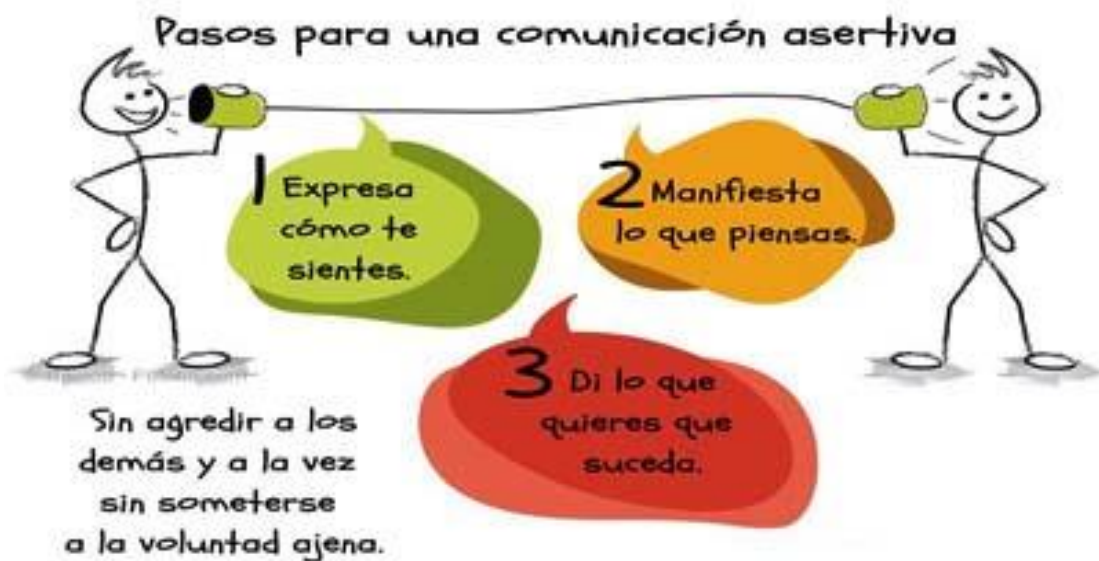 Pasos para una comunicación asertiva
1 Expresa
cómo te
sientes.
2 Manifiesta
lo que piensas.
3 Di lo que
quieres que
suceda.
Sin agredir a los
demás y a la vez
sin someterse
a la voluntad ajena.